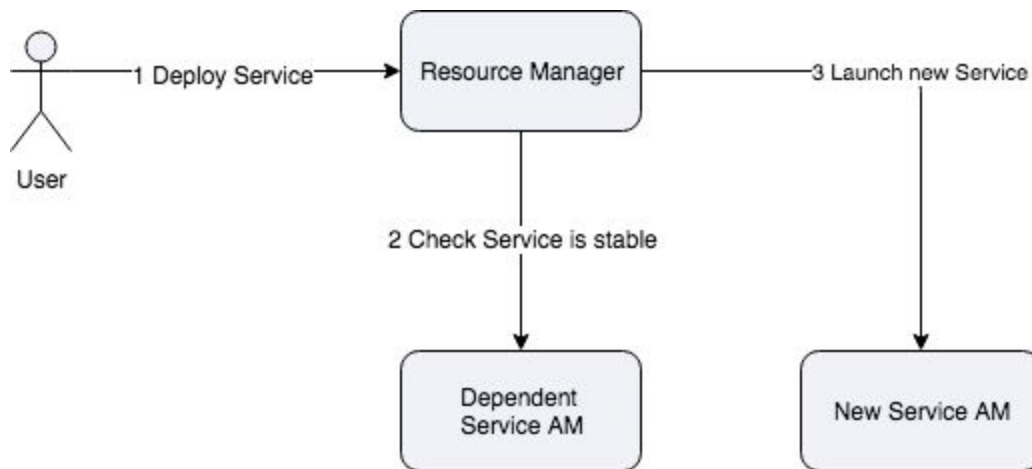 1 Deploy Service
Resource Manager
3 Launch new Service
User
2 Check Service is stable
Dependent
Service AM
New Service AM